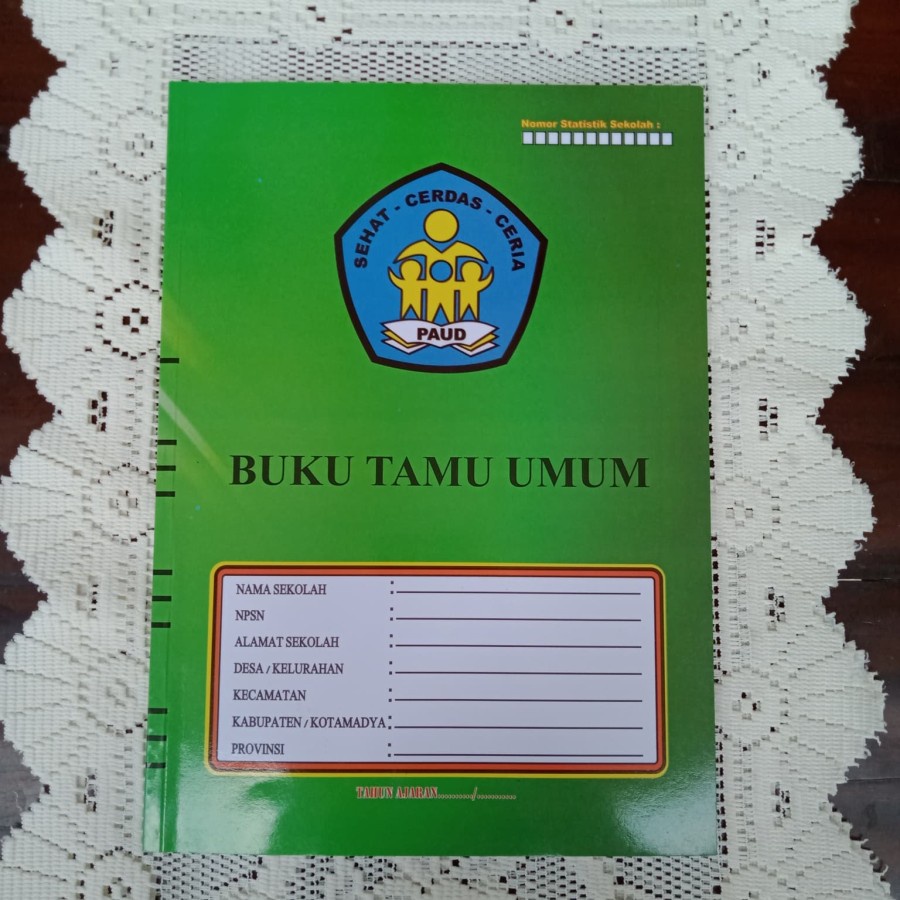 Nomor Statistik Sekolah :
SEHAT - CERDAS - CERIA
PAUD
BUKU TAMU UMUM
NAMA SEKOLAH :
NPSN :
ALAMAT SEKOLAH :
DESA / KELURAHAN :
KECAMATAN :
KABUPATEN / KOTAMADYA :
PROVINSI :
TAHUN AJARAN.........../............